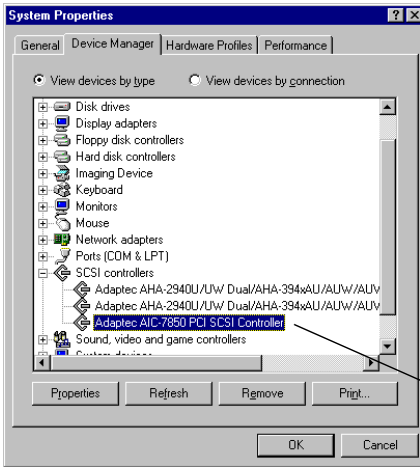 System Properties
General Device Manager Hardware Profiles Performance
View devices by type View devices by connection
Disk drives
Display adapters
Floppy disk controllers
Hard disk controllers
Imaging Device
Keyboard
Monitors
Mouse
Network adapters
Ports (COM & LPT)
SCSI controllers
Adaptec AHA-2940U/UW Dual/AHA-394xAU/AUW/AUV
Adaptec AHA-2940U/UW Dual/AHA-394xAU/AUW/AUV
Adaptec AIC-7850 PCI SCSI Controller
Sound, video and game controllers
System devices
Properties Refresh Remove Print...
OK Cancel